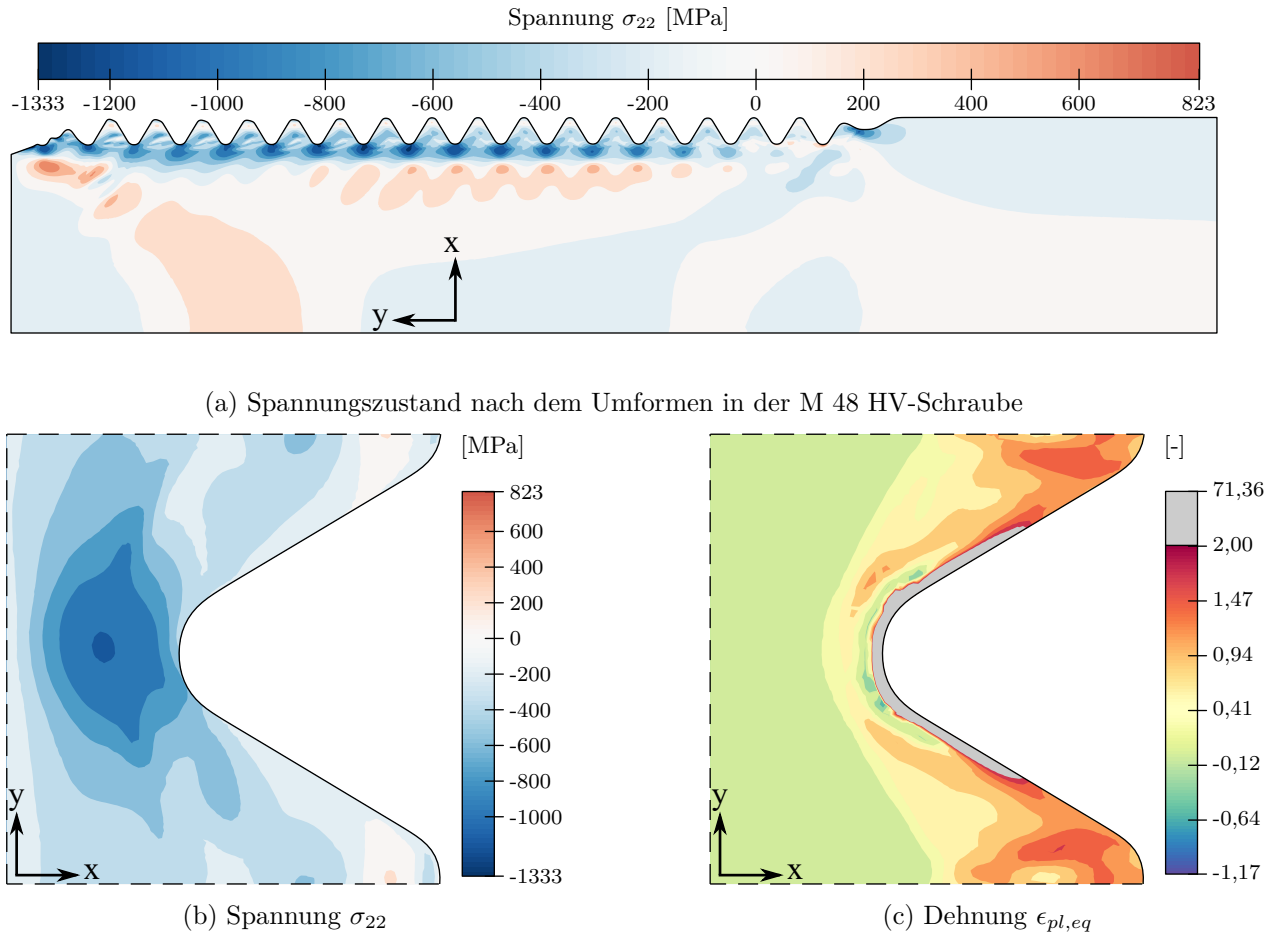 Spannung σ22 [MPa]
-1333 -1200 -1000 -800 -600 -400 -200 0 200 400 600 823
x
y
(a) Spannungszustand nach dem Umformen in der M 48 HV-Schraube
[MPa]
823
600
400
200
0
-200
-400
-600
-800
-1000
-1333
y
x
(b) Spannung σ22
[-]
71,36
2,00
1,47
0,94
0,41
-0,12
-0,64
-1,17
y
x
(c) Dehnung ϵpl,eq